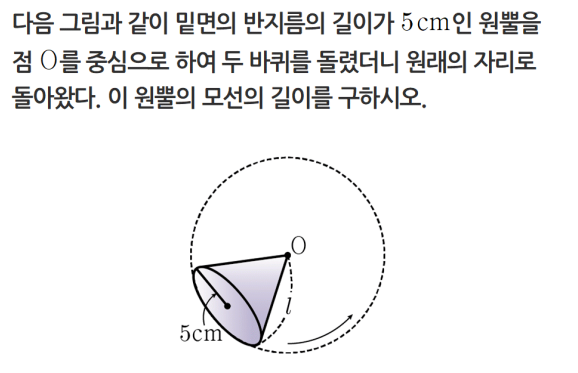 다음 그림과 같이 밑면의 반지름의 길이가 5cm인 원뿔을
점 O를 중심으로 하여 두 바퀴를 돌렸더니 원래의 자리로
돌아왔다. 이 원뿔의 모선의 길이를 구하시오.
O
l
5cm